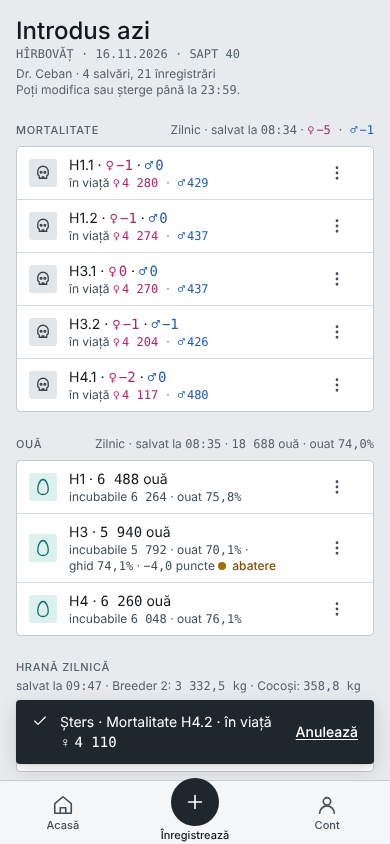 Introdus azi
HÎRBOVĂȚ · 16.11.2026 · SAPT 40
Dr. Ceban · 4 salvări, 21 înregistrări
Poți modifica sau șterge până la 23:59.
MORTALITATE Zilnic · salvat la 08:34 · ♀−5 · ♂−1
H1.1 · ♀−1 · ♂0
în viață ♀4 280 · ♂429
H1.2 · ♀−1 · ♂0
în viață ♀4 274 · ♂437
H3.1 · ♀0 · ♂0
în viață ♀4 270 · ♂437
H3.2 · ♀−1 · ♂−1
în viață ♀4 204 · ♂426
H4.1 · ♀−2 · ♂0
în viață ♀4 117 · ♂480
OUĂ Zilnic · salvat la 08:35 · 18 688 ouă · ouat 74,0%
H1 · 6 488 ouă
incubabile 6 264 · ouat 75,8%
H3 · 5 940 ouă
incubabile 5 792 · ouat 70,1% ·
ghid 74,1% · −4,0 puncte abatere
H4 · 6 260 ouă
incubabile 6 048 · ouat 76,1%
HRANĂ ZILNICĂ
salvat la 09:47 · Breeder 2: 3 332,5 kg · Cocoși: 358,8 kg
Șters · Mortalitate H4.2 · în viață
♀ 4 110
Anulează
Acasă
Înregistrează
Cont